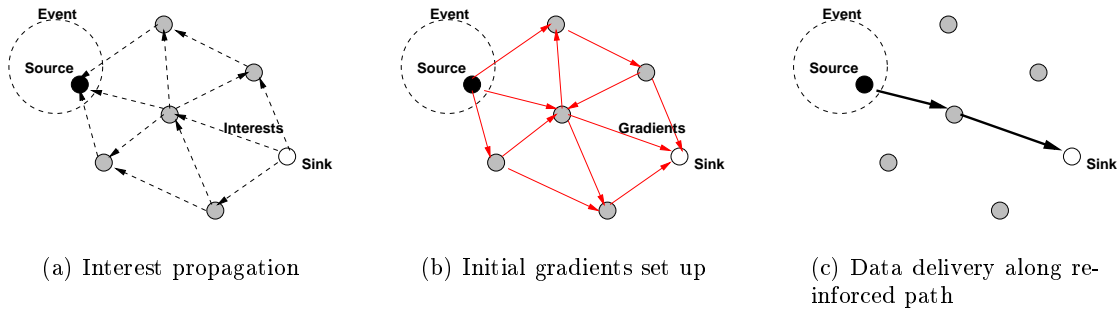 Event
Source
Interests
Sink
(a) Interest propagation
Event
Source
Gradients
Sink
(b) Initial gradients set up
Event
Source
Sink
(c) Data delivery along re-
inforced path